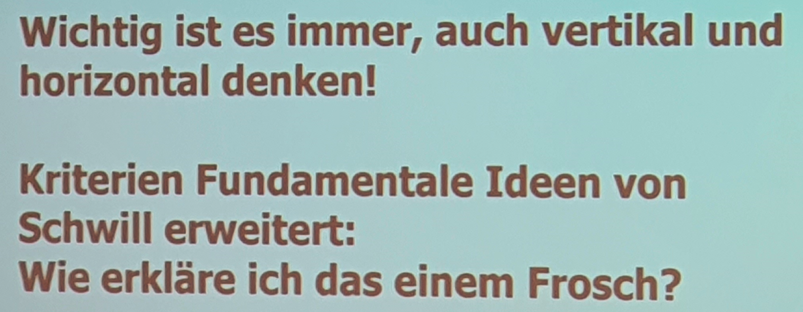 Wichtig ist es immer, auch vertikal und
horizontal denken!
Kriterien Fundamentale Ideen von
Schwill erweitert:
Wie erkläre ich das einem Frosch?